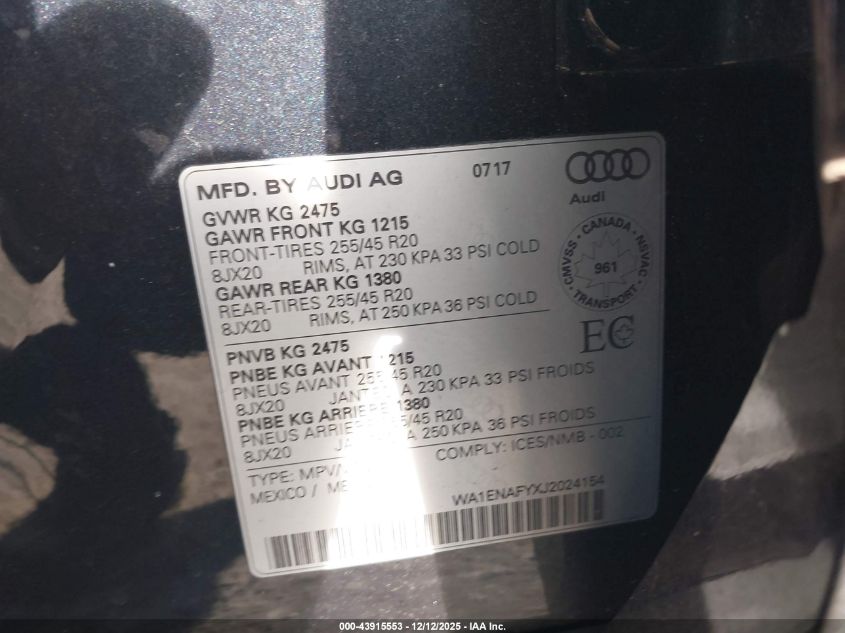 MFD. BY AUDI AG 0717
Audi
GVWR KG 2475
GAWR FRONT KG 1215
FRONT-TIRES 255/45 R20
8JX20 RIMS, AT 230 KPA 33 PSI COLD
GAWR REAR KG 1380
REAR-TIRES 255/45 R20
8JX20 RIMS, AT 250 KPA 36 PSI COLD
CMVSS · CANADA · NSVAC · TRANSPORT ·
961
EC
PNVB KG 2475
PNBE KG AVANT 1215
PNEUS AVANT 255/45 R20
8JX20 A 230 KPA 33 PSI FROIDS
PNBE KG ARRIERE 1380
PNEUS 45 R20
8JX20 A 250 KPA 36 PSI FROIDS
TYPE: COMPLY: ICES/NMB - 002
MEXICO /
WA1ENAFYXJ2024154
000-43915553 - 12/12/2025 - IAA Inc.